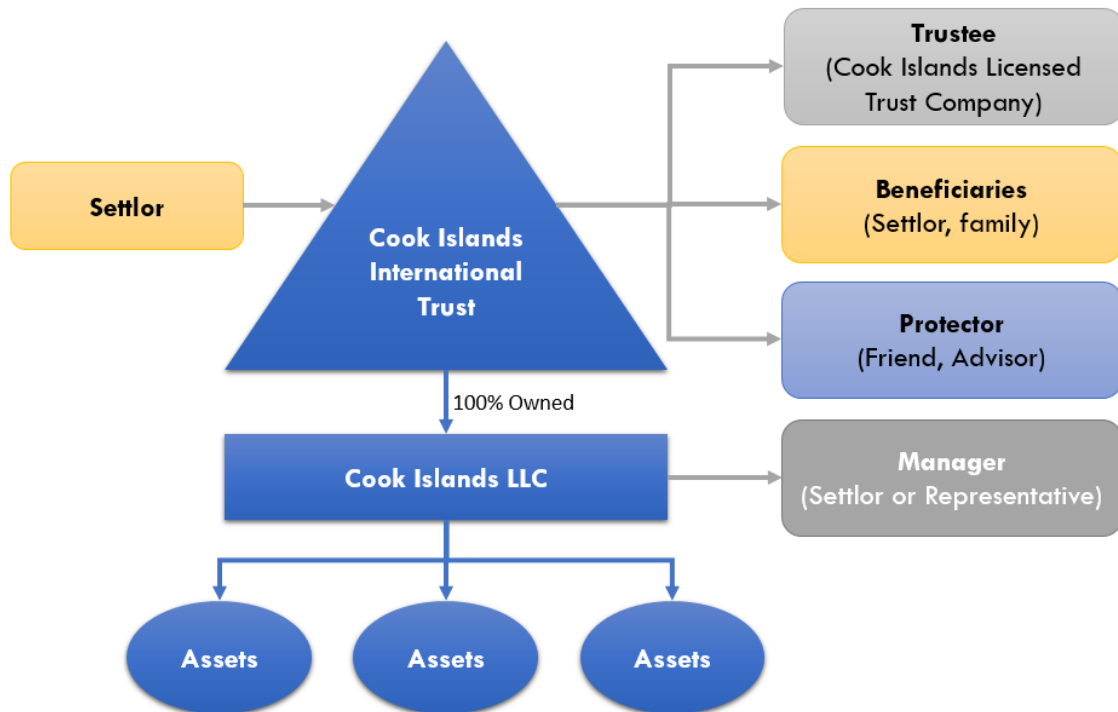 Trustee
(Cook Islands Licensed
Trust Company)
Settlor
Beneficiaries
(Settlor, family)
Cook Islands
International
Trust
Protector
(Friend, Advisor)
100% Owned
Cook Islands LLC
Manager
(Settlor or Representative)
Assets
Assets
Assets